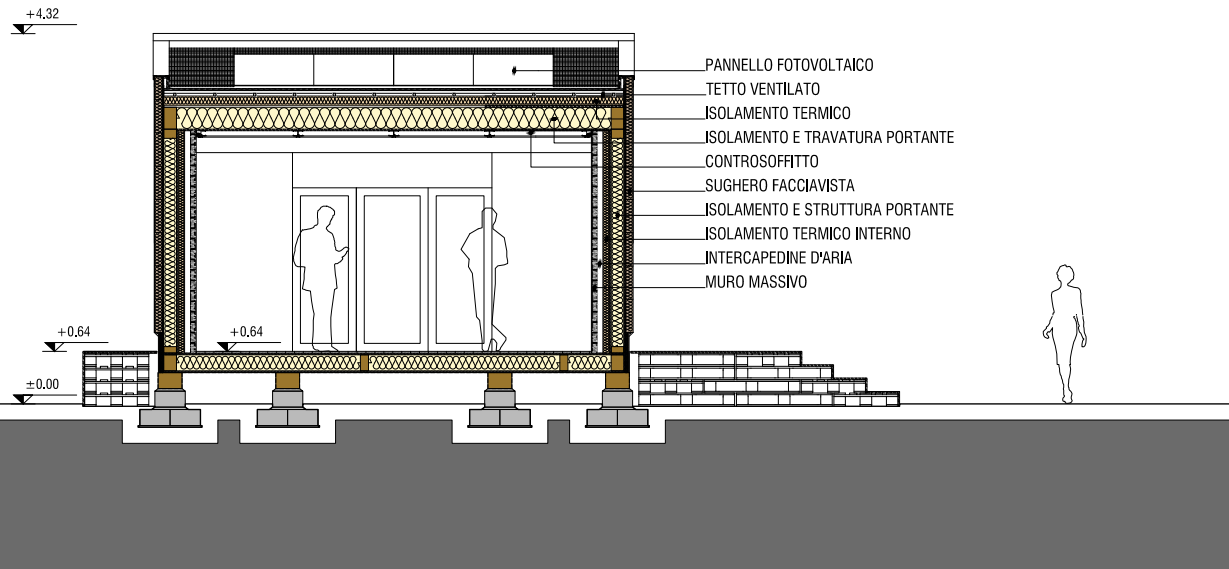 +4.32
PANNELLO FOTOVOLTAICO
TETTO VENTILATO
ISOLAMENTO TERMICO
ISOLAMENTO E TRAVATURA PORTANTE
CONTROSOFFITTO
SUGHERO FACCIAVISTA
ISOLAMENTO E STRUTTURA PORTANTE
ISOLAMENTO TERMICO INTERNO
INTERCAPEDINE D'ARIA
MURO MASSIVO
+0.64
+0.64
±0.00